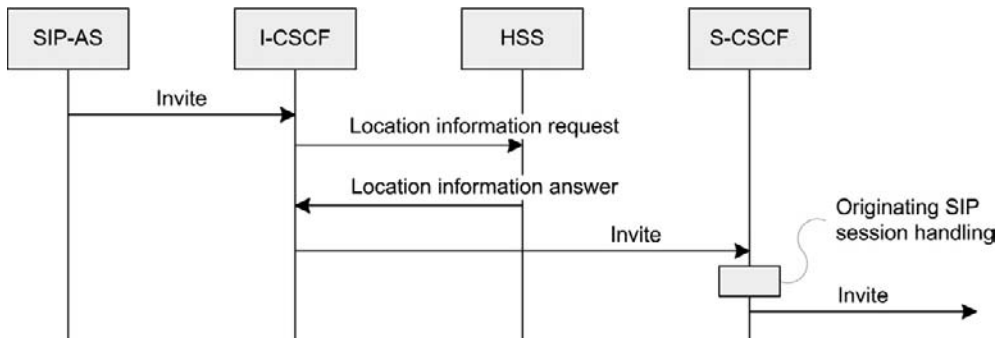 SIP-AS
I-CSCF
HSS
S-CSCF
Invite
Location information request
Location information answer
Invite
Originating SIP
session handling
Invite